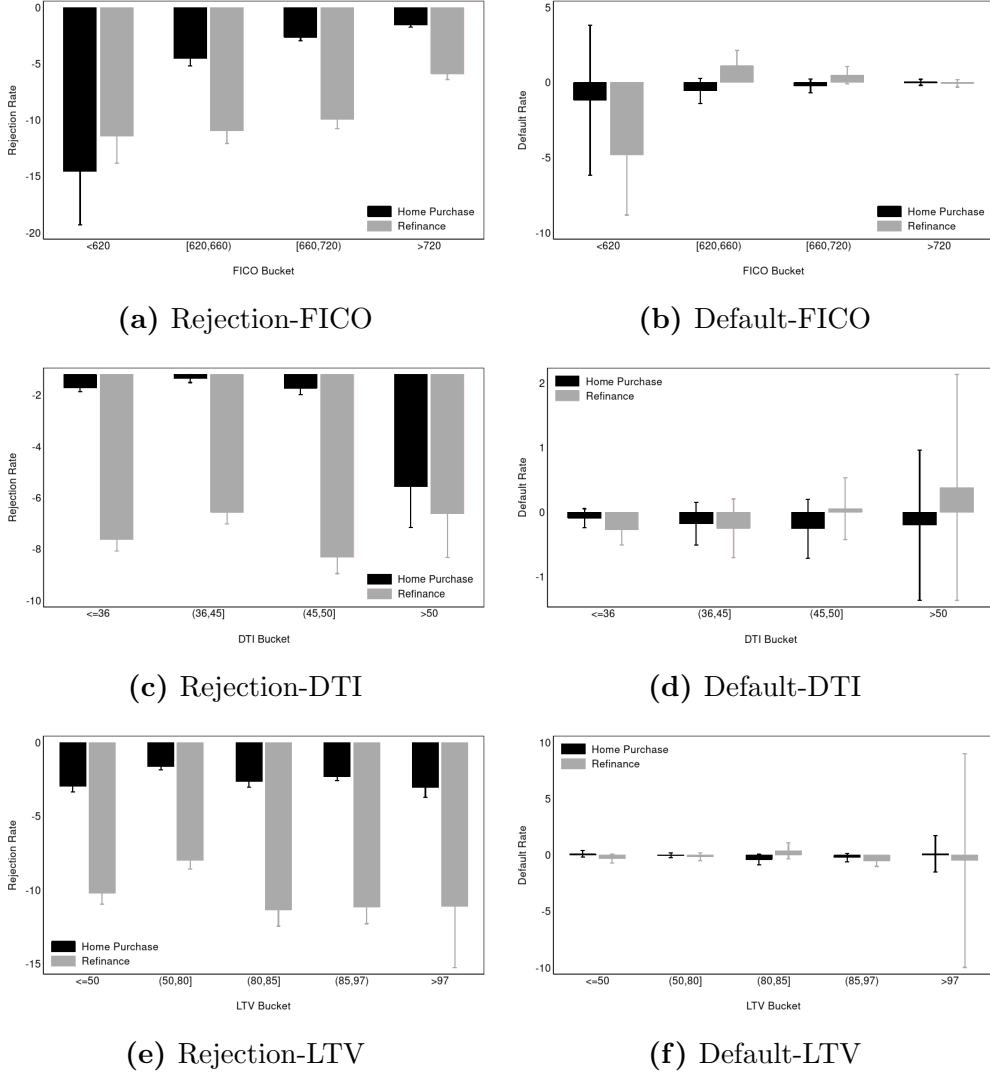 0
-5
-10
-15
-20
Rejection Rate
Home Purchase
Refinance
<620
[620,660)
[660,720)
>720
FICO Bucket
(a) Rejection-FICO
5
0
-5
-10
Default Rate
Home Purchase
Refinance
<620
[620,660)
[660,720)
>720
FICO Bucket
(b) Default-FICO
-2
-4
-6
-8
-10
Rejection Rate
Home Purchase
Refinance
<=36
(36,45]
(45,50]
>50
DTI Bucket
(c) Rejection-DTI
Home Purchase
Refinance
2
1
0
-1
Default Rate
<=36
(36,45]
(45,50]
>50
DTI Bucket
(d) Default-DTI
0
-5
-10
-15
Rejection Rate
Home Purchase
Refinance
<=50
(50,80]
(80,85]
(85,97)
>97
LTV Bucket
(e) Rejection-LTV
Home Purchase
Refinance
10
5
0
-5
-10
Default Rate
<=50
(50,80]
(80,85]
(85,97)
>97
LTV Bucket
(f) Default-LTV